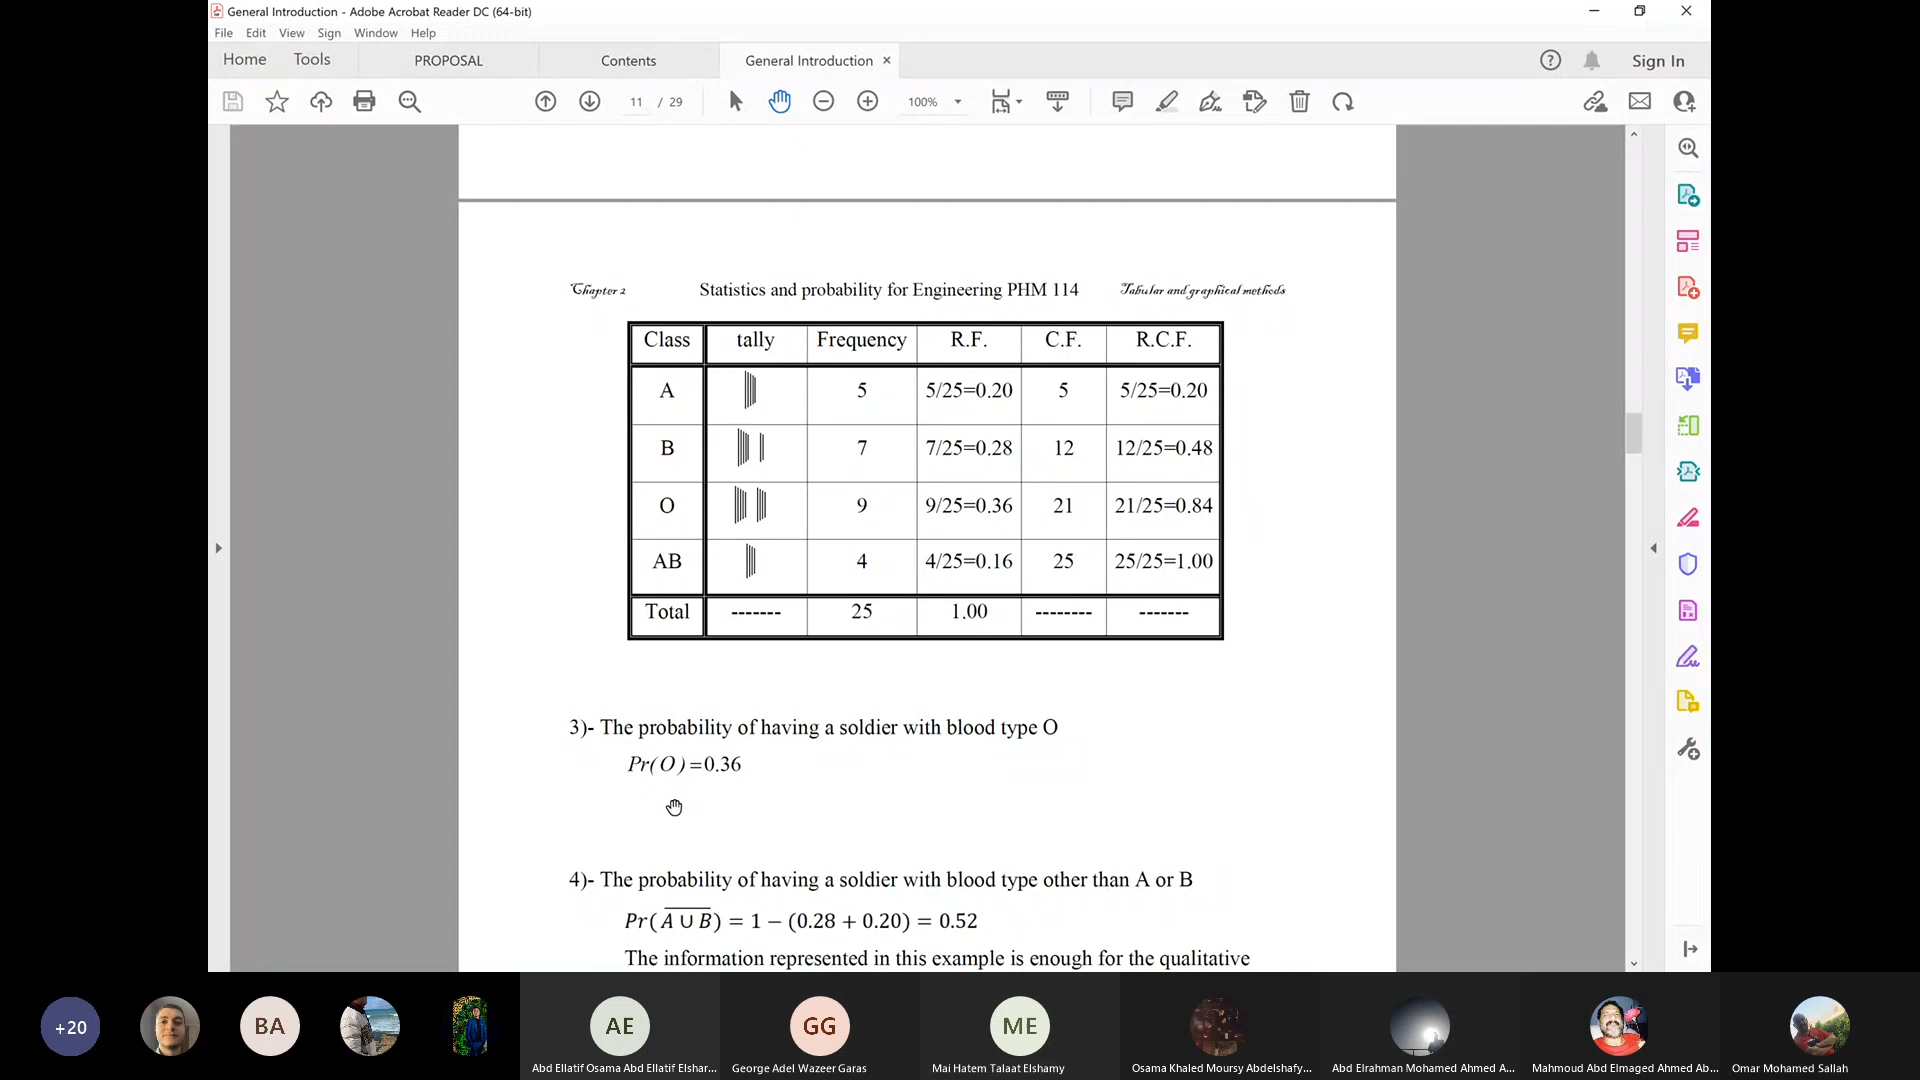 General Introduction - Adobe Acrobat Reader DC (64-bit)
File Edit View Sign Window Help
Home Tools PROPOSAL Contents General Introduction × Sign In
11 / 29 100%
Chapter 2 Statistics and probability for Engineering PHM 114 Tabular and graphical methods
Class tally Frequency R.F. C.F. R.C.F.
A 5 5/25=0.20 5 5/25=0.20
B 7 7/25=0.28 12 12/25=0.48
O 9 9/25=0.36 21 21/25=0.84
AB 4 4/25=0.16 25 25/25=1.00
Total ------- 25 1.00 -------- -------
3)- The probability of having a soldier with blood type O
Pr(O)=0.36
4)- The probability of having a soldier with blood type other than A or B
Pr(A̅ ̅∪̅ ̅B̅) = 1 − (0.28 + 0.20) = 0.52
The information represented in this example is enough for the qualitative
+20 BA AE GG ME
Abd Ellatif Osama Abd Ellatif Elshar... George Adel Wazeer Garas Mai Hatem Talaat Elshamy Osama Khaled Moursy Abdelshafy... Abd Elrahman Mohamed Ahmed A... Mahmoud Abd Elmaged Ahmed Ab... Omar Mohamed Sallah